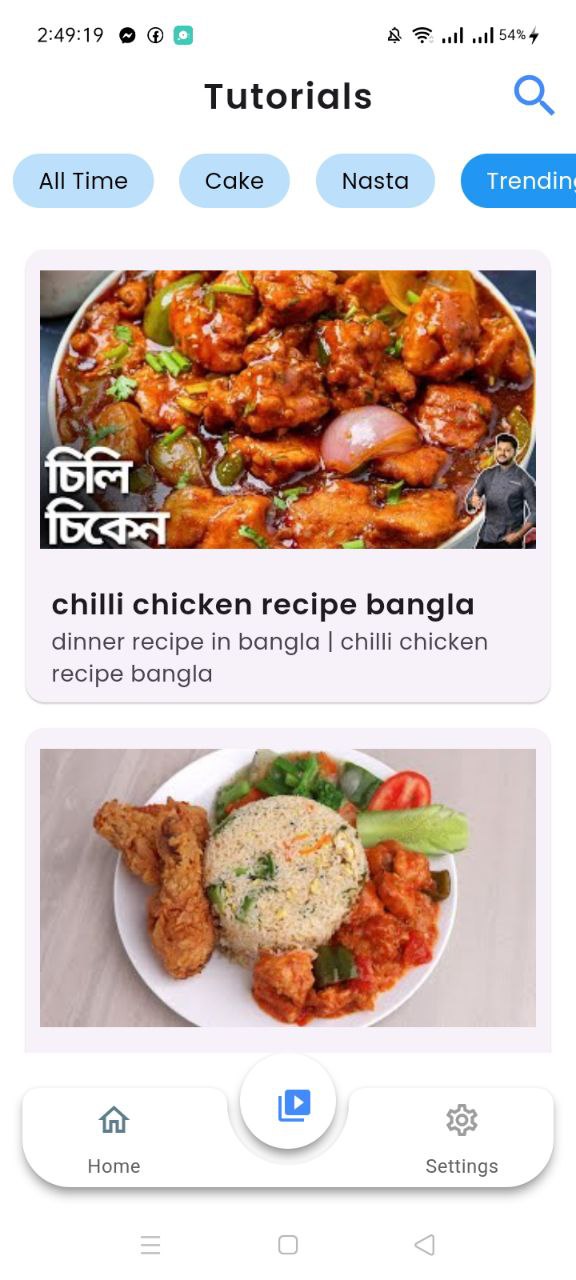 2:49:19
54%
Tutorials
All Time
Cake
Nasta
Trending
চিলি
চিকেন
chilli chicken recipe bangla
dinner recipe in bangla | chilli chicken
recipe bangla
Home
Settings